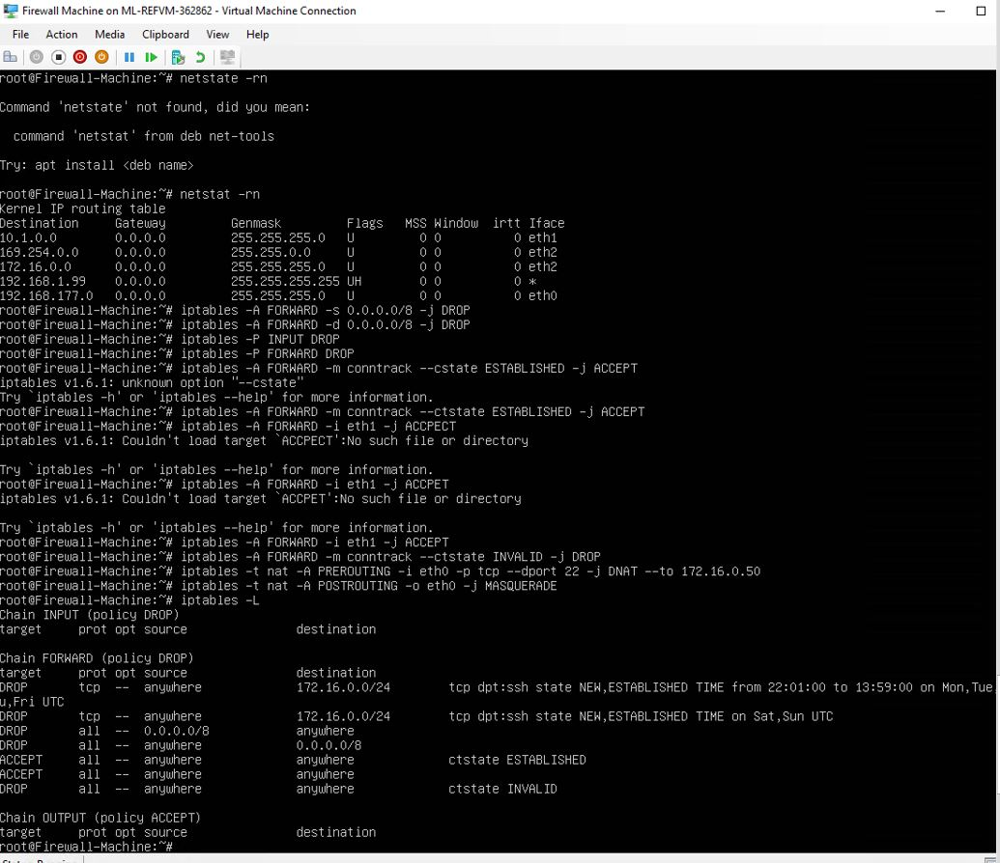 Firewall Machine on ML-REFVM-362862 - Virtual Machine Connection
File Action Media Clipboard View Help
root@Firewall-Machine:~# netstate -rn
Command 'netstate' not found, did you mean:
command 'netstat' from deb net-tools
Try: apt install <deb name>
root@Firewall-Machine:~# netstat -rn
Kernel IP routing table
Destination Gateway Genmask Flags MSS Window irtt Iface
10.1.0.0 0.0.0.0 255.255.255.0 U 0 0 0 eth1
169.254.0.0 0.0.0.0 255.255.0.0 U 0 0 0 eth2
172.16.0.0 0.0.0.0 255.255.255.0 U 0 0 0 eth2
192.168.1.99 0.0.0.0 255.255.255.255 UH 0 0 0 *
192.168.177.0 0.0.0.0 255.255.255.0 U 0 0 0 eth0
root@Firewall-Machine:~# iptables -A FORWARD -s 0.0.0.0/8 -j DROP
root@Firewall-Machine:~# iptables -A FORWARD -d 0.0.0.0/8 -j DROP
root@Firewall-Machine:~# iptables -P INPUT DROP
root@Firewall-Machine:~# iptables -P FORWARD DROP
root@Firewall-Machine:~# iptables -A FORWARD -m conntrack --cstate ESTABLISHED -j ACCEPT
iptables v1.6.1: unknown option "--cstate"
Try `iptables -h' or 'iptables --help' for more information.
root@Firewall-Machine:~# iptables -A FORWARD -m conntrack --ctstate ESTABLISHED -j ACCEPT
root@Firewall-Machine:~# iptables -A FORWARD -i eth1 -j ACCPECT
iptables v1.6.1: Couldn't load target `ACCPECT':No such file or directory
Try `iptables -h' or 'iptables --help' for more information.
root@Firewall-Machine:~# iptables -A FORWARD -i eth1 -j ACCPET
iptables v1.6.1: Couldn't load target `ACCPET':No such file or directory
Try `iptables -h' or 'iptables --help' for more information.
root@Firewall-Machine:~# iptables -A FORWARD -i eth1 -j ACCEPT
root@Firewall-Machine:~# iptables -A FORWARD -m conntrack --ctstate INVALID -j DROP
root@Firewall-Machine:~# iptables -t nat -A PREROUTING -i eth0 -p tcp --dport 22 -j DNAT --to 172.16.0.50
root@Firewall-Machine:~# iptables -t nat -A POSTROUTING -o eth0 -j MASQUERADE
root@Firewall-Machine:~# iptables -L
Chain INPUT (policy DROP)
target prot opt source destination
Chain FORWARD (policy DROP)
target prot opt source destination
DROP tcp -- anywhere 172.16.0.0/24 tcp dpt:ssh state NEW,ESTABLISHED TIME from 22:01:00 to 13:59:00 on Mon,Tue
u,Fri UTC
DROP tcp -- anywhere 172.16.0.0/24 tcp dpt:ssh state NEW,ESTABLISHED TIME on Sat,Sun UTC
DROP all -- 0.0.0.0/8 anywhere
DROP all -- anywhere 0.0.0.0/8
ACCEPT all -- anywhere anywhere ctstate ESTABLISHED
ACCEPT all -- anywhere anywhere
DROP all -- anywhere anywhere ctstate INVALID
Chain OUTPUT (policy ACCEPT)
target prot opt source destination
root@Firewall-Machine:~#